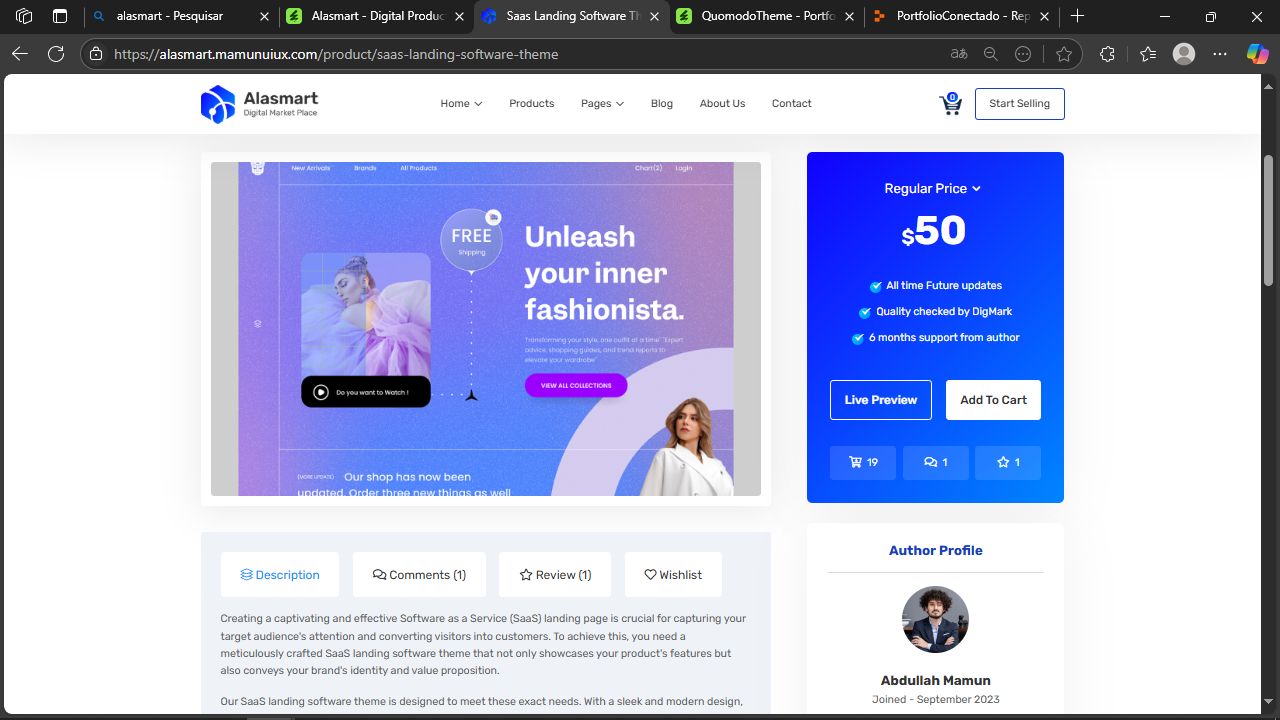 alasmart - Pesquisar
Alasmart - Digital Produc
Saas Landing Software Th
QuomodoTheme - Portfo
PortfolioConectado - Rep
https://alasmart.mamunuiux.com/product/saas-landing-software-theme
Alasmart
Digital Market Place
Home
Products
Pages
Blog
About Us
Contact
0
Start Selling
New Arrivals
Brands
All Products
Chart(2)
Login
FREE
Shipping
Unleash
your inner
fashionista.
Transforming your style, one outfit at a time" "Expert
advice, shopping guides, and trend reports to
elevate your wardrobe"
VIEW ALL COLLECTIONS
Do you want to Watch !
(MORE UPDATE) Our shop has now been
updated. Order three new things as well
Regular Price
$50
All time Future updates
Quality checked by DigMark
6 months support from author
Live Preview
Add To Cart
19
1
1
Description
Comments (1)
Review (1)
Wishlist
Creating a captivating and effective Software as a Service (SaaS) landing page is crucial for capturing your
target audience's attention and converting visitors into customers. To achieve this, you need a
meticulously crafted SaaS landing software theme that not only showcases your product's features but
also conveys your brand's identity and value proposition.
Our SaaS landing software theme is designed to meet these exact needs. With a sleek and modern design,
Author Profile
Abdullah Mamun
Joined - September 2023